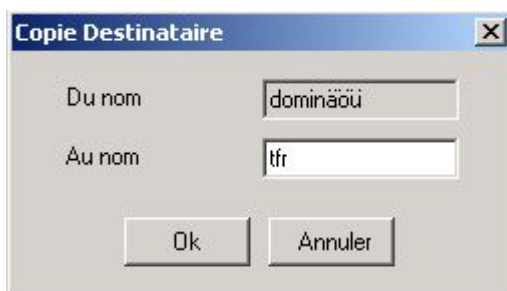 Copie Destinataire
Du nom dominäöü
Au nom tfr
Ok Annuler